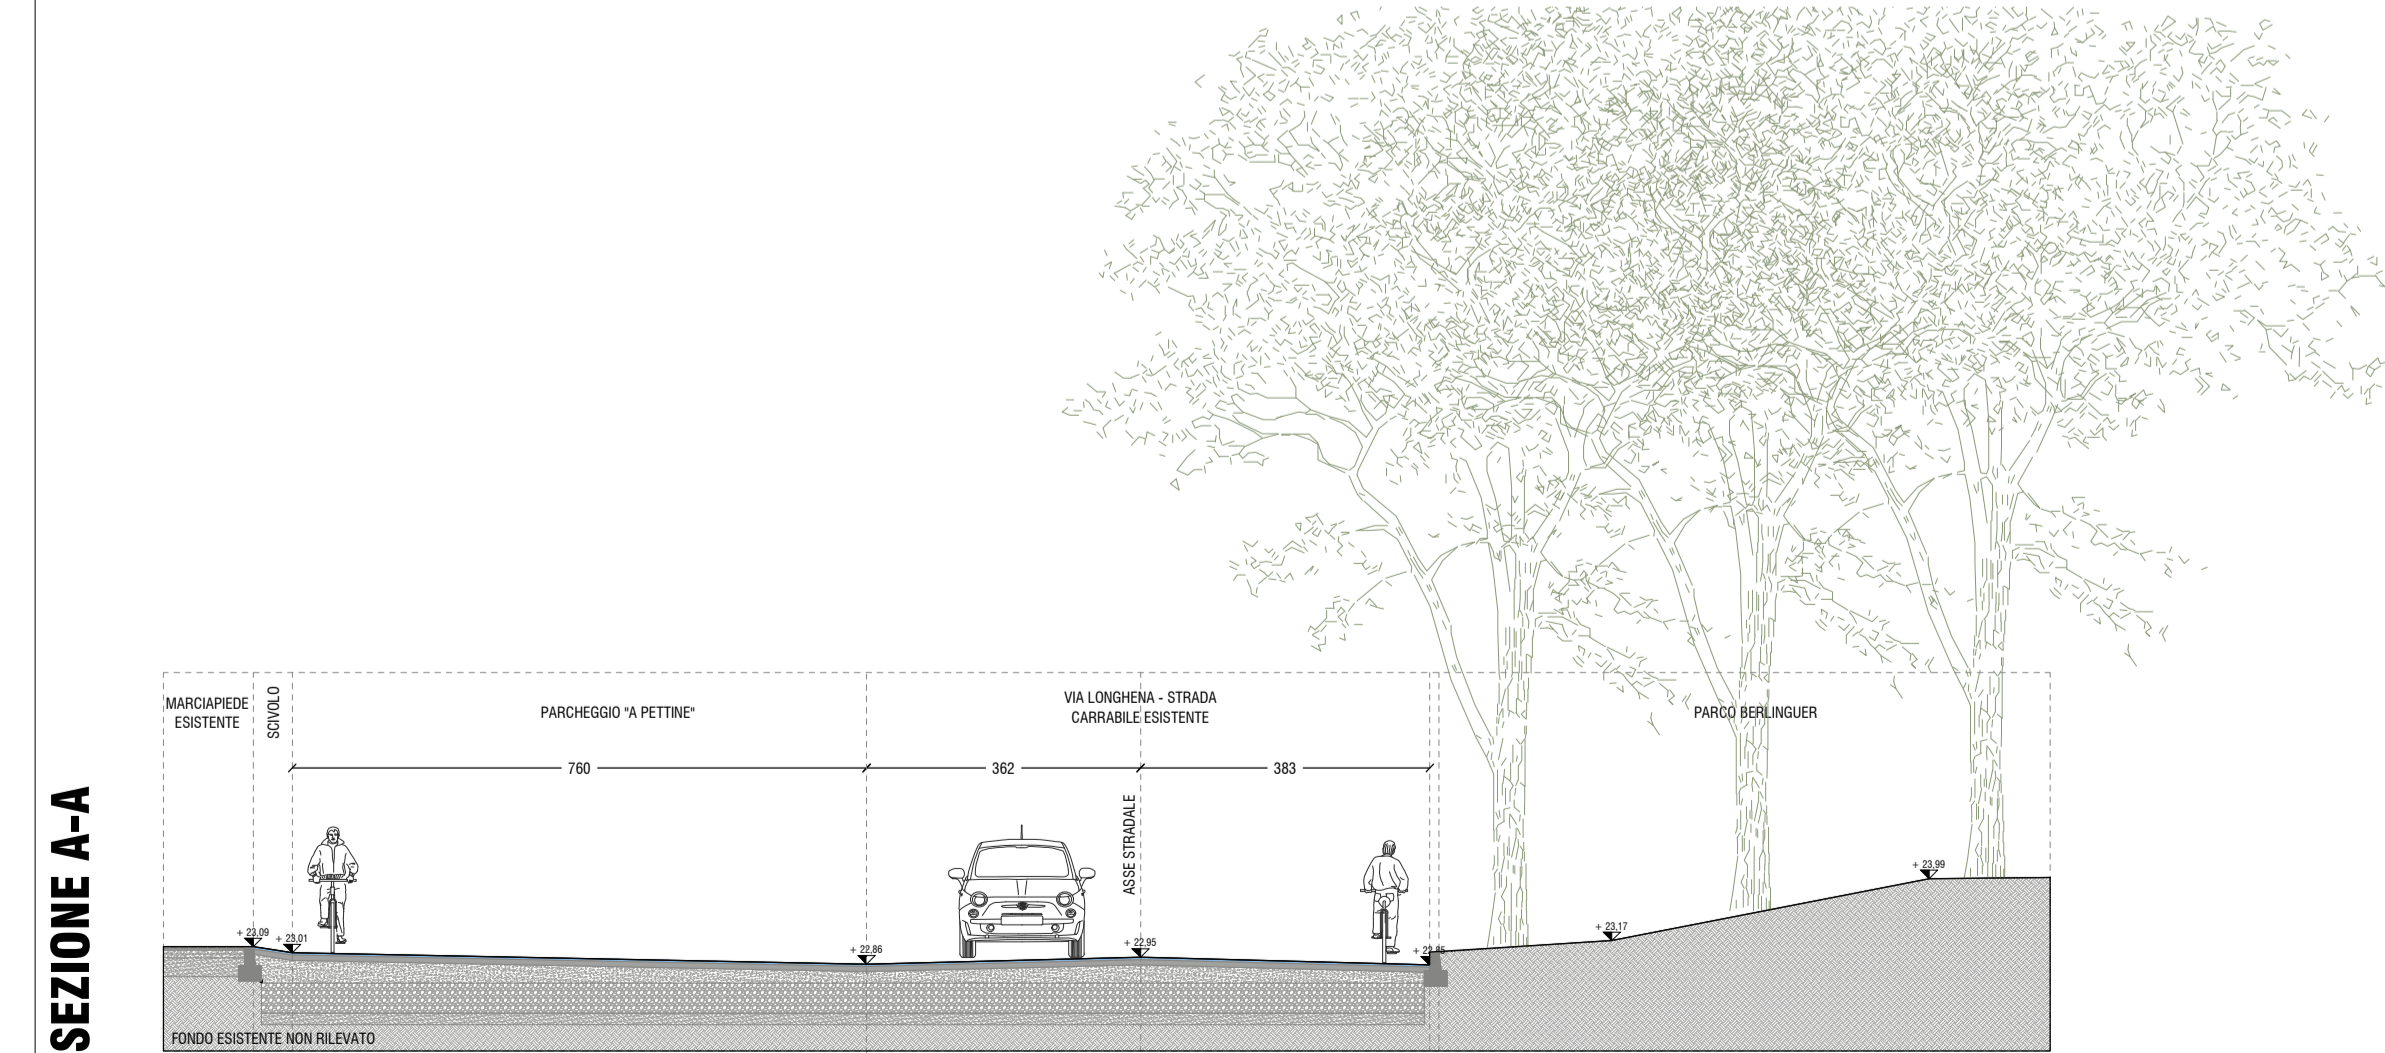 SEZIONE A-A
MARCIAPIEDE
ESISTENTE
SCIVOLO
PARCHEGGIO "A PETTINE"
VIA LONGHENA - STRADA
CARRABILE ESISTENTE
PARCO BERLINGUER
760
362
383
ASSE STRADALE
+ 23,09
+ 23,01
+ 22,86
+ 22,95
+ 22,85
+ 23,17
+ 23,99
FONDO ESISTENTE NON RILEVATO